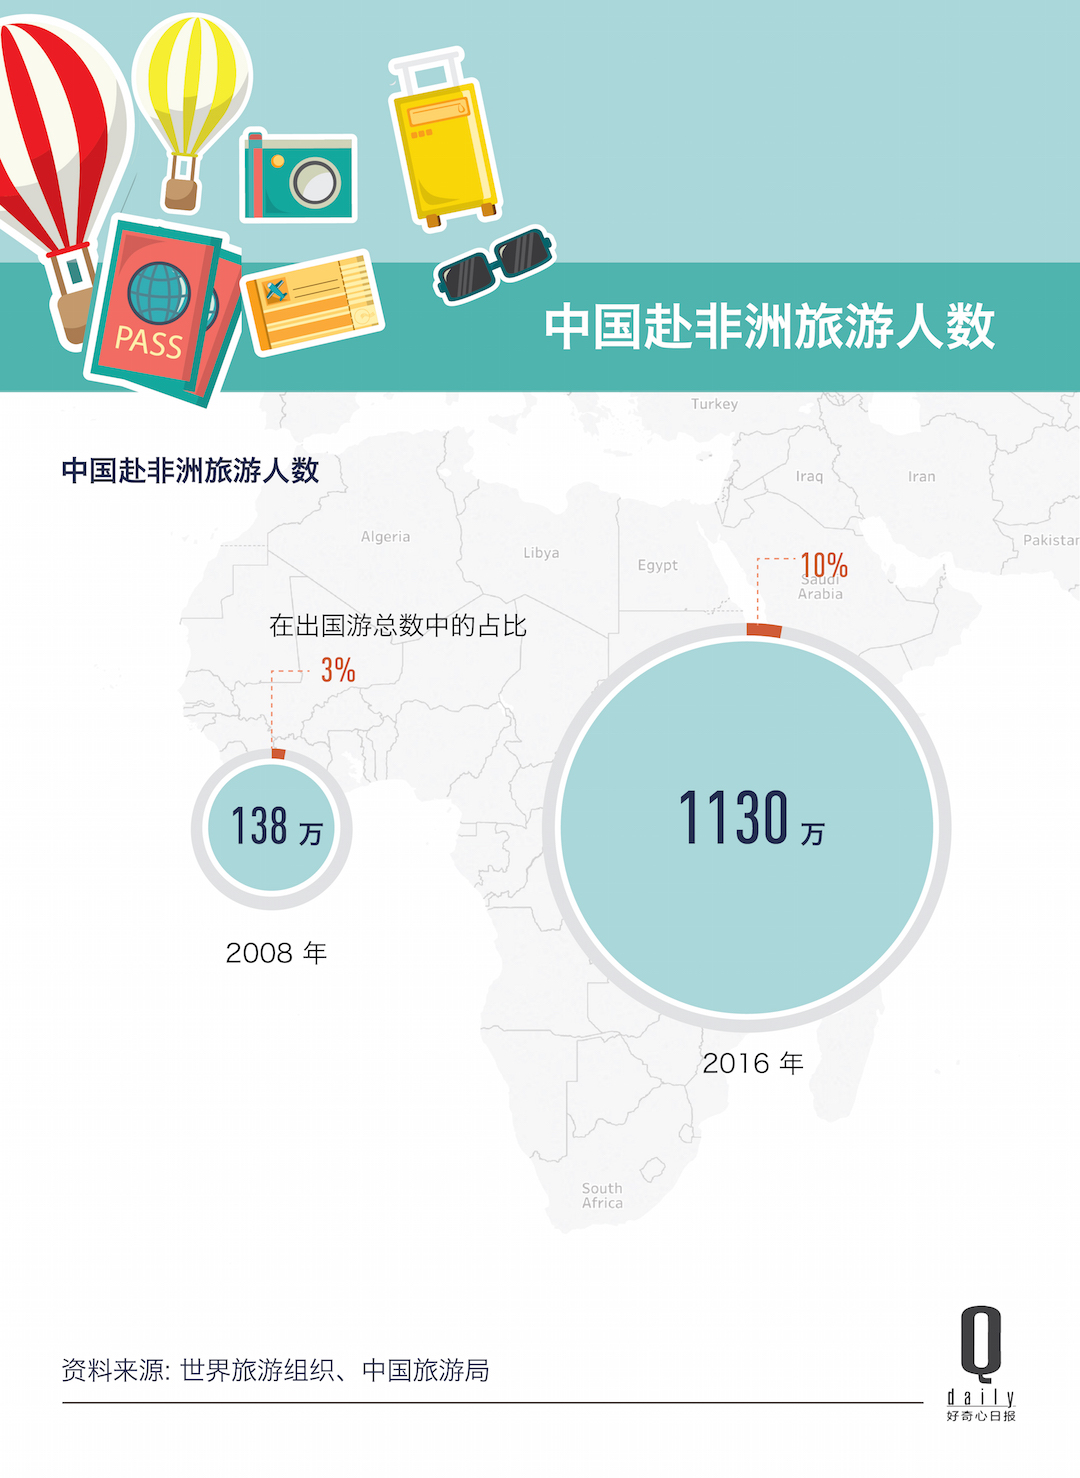 PASS
中国赴非洲旅游人数
Turkey
中国赴非洲旅游人数
Iraq
Iran
Algeria
Libya
Egypt
Pakistan
10%
Saudi
Arabia
在出国游总数中的占比
3%
138 万
1130 万
2008 年
2016 年
South
Africa
资料来源: 世界旅游组织、中国旅游局
Q
daily
好奇心日报